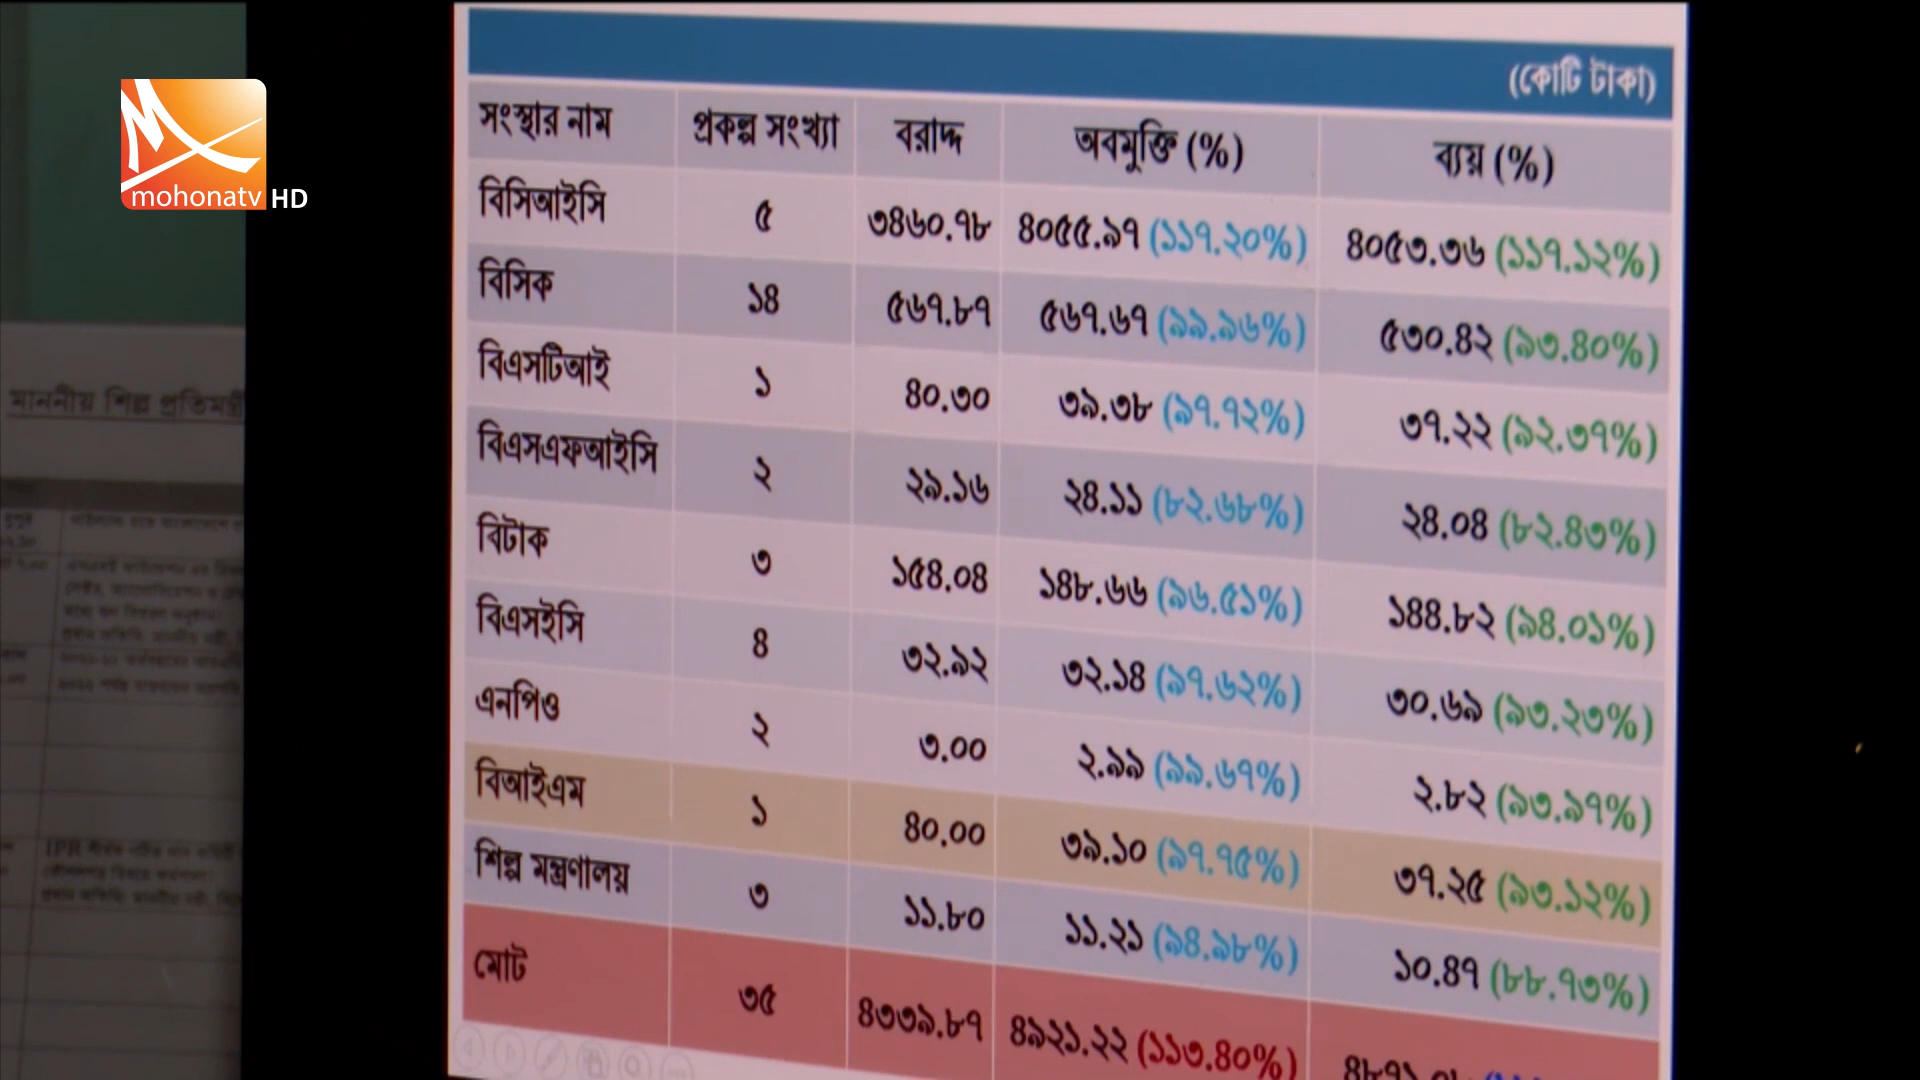 mohonatv HD
(কোটি টাকা)
সংস্থার নাম প্রকল্প সংখ্যা বরাদ্দ অবমুক্তি (%) ব্যয় (%)
বিসিআইসি ৫ ৩৪৬০.৭৮ ৪০৫৫.৯৭ (১১৭.২০%) ৪০৫৩.৩৬ (১১৭.১২%)
বিসিক ১৪ ৫৬৭.৮৭ ৫৬৭.৬৭ (৯৯.৯৬%) ৫৩০.৪২ (৯৩.৪০%)
বিএসটিআই ১ ৪০.৩০ ৩৯.৩৮ (৯৭.৭২%) ৩৭.২২ (৯২.৩৭%)
বিএসএফআইসি ২ ২৯.১৬ ২৪.১১ (৮২.৬৮%) ২৪.০৪ (৮২.৪৩%)
বিটাক ৩ ১৫৪.০৪ ১৪৮.৬৬ (৯৬.৫১%) ১৪৪.৮২ (৯৪.০১%)
বিএসইসি ৪ ৩২.৯২ ৩২.১৪ (৯৭.৬২%) ৩০.৬৯ (৯৩.২৩%)
এনপিও ২ ৩.০০ ২.৯৯ (৯৯.৬৭%) ২.৮২ (৯৩.৯৭%)
বিআইএম ১ ৪০.০০ ৩৯.১০ (৯৭.৭৫%) ৩৭.২৫ (৯৩.১২%)
শিল্প মন্ত্রণালয় ৩ ১১.৮০ ১১.২১ (৯৪.৯৮%) ১০.৪৭ (৮৮.৭৩%)
মোট ৩৫ ৪৩৩৯.৮৭ ৪৯২১.২২ (১১৩.৪০%)
মাননীয় শিল্প প্রতিমন্ত্রী
IPR